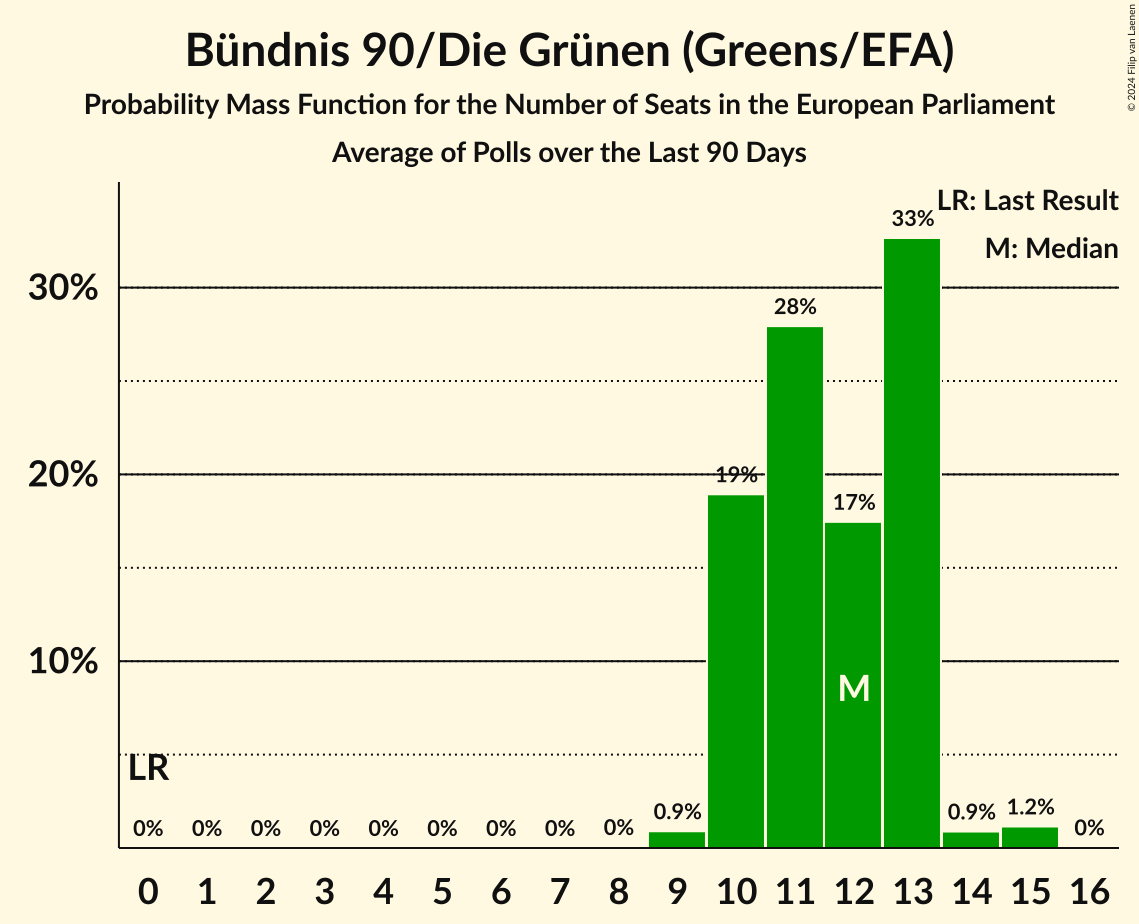 Bündnis 90/Die Grünen (Greens/EFA)
Probability Mass Function for the Number of Seats in the European Parliament
Average of Polls over the Last 90 Days
© 2024 Filip van Laenen
LR: Last Result
M: Median
30%
20%
10%
33%
28%
19%
17%
M
LR
0% 0% 0% 0% 0% 0% 0% 0% 0% 0.9% 0.9% 1.2% 0%
0 1 2 3 4 5 6 7 8 9 10 11 12 13 14 15 16